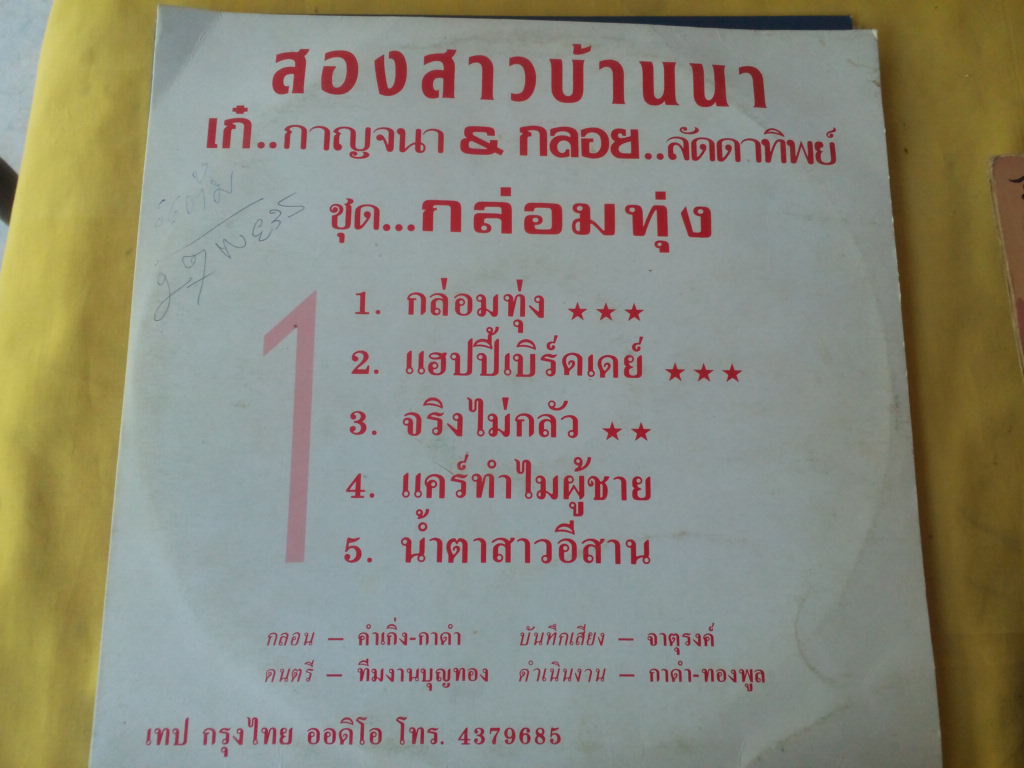 สองสาวบ้านนา
เก๋..กาญจนา & กลอย..ลัดดาทิพย์
ชุด...กล่อมทุ่ง
1
1. กล่อมทุ่ง ★★★
2. แฮปปี้เบิร์ดเดย์ ★★★
3. จริงไม่กลัว ★★
4. แคร์ทำไมผู้ชาย
5. น้ำตาสาวอีสาน
กลอน – คำเกิ่ง-กาดำ บันทึกเสียง – จาตุรงค์
ดนตรี – ทีมงานบุญทอง ดำเนินงาน – กาดำ-ทองพูล
เทป กรุงไทย ออดิโอ โทร. 4379685